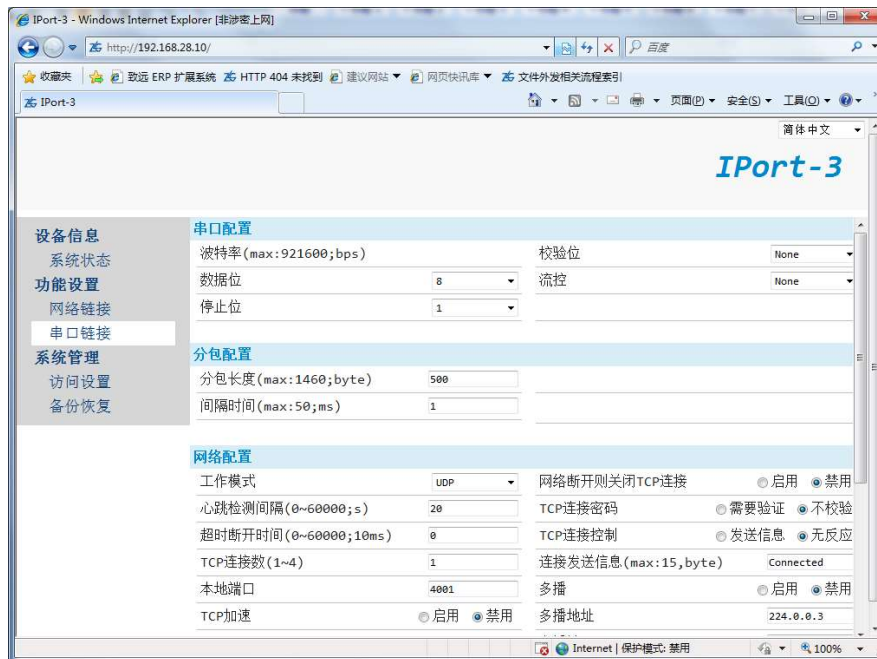 IPort-3 - Windows Internet Explorer [非涉密上网]
http://192.168.28.10/
百度
收藏夹 致远 ERP 扩展系统 HTTP 404 未找到 建议网站 网页快讯库 文件外发相关流程索引
IPort-3 页面(P) 安全(S) 工具(O)
简体中文
IPort-3
设备信息
系统状态
功能设置
网络链接
串口链接
系统管理
访问设置
备份恢复
串口配置
波特率(max:921600;bps) 校验位 None
数据位 8 流控 None
停止位 1
分包配置
分包长度(max:1460;byte) 500
间隔时间(max:50;ms) 1
网络配置
工作模式 UDP 网络断开则关闭TCP连接 启用 禁用
心跳检测间隔(0~60000;s) 20 TCP连接密码 需要验证 不校验
超时断开时间(0~60000;10ms) 0 TCP连接控制 发送信息 无反应
TCP连接数(1~4) 1 连接发送信息(max:15,byte) Connected
本地端口 4001 多播 启用 禁用
TCP加速 启用 禁用 多播地址 224.0.0.3
Internet | 保护模式: 禁用 100%